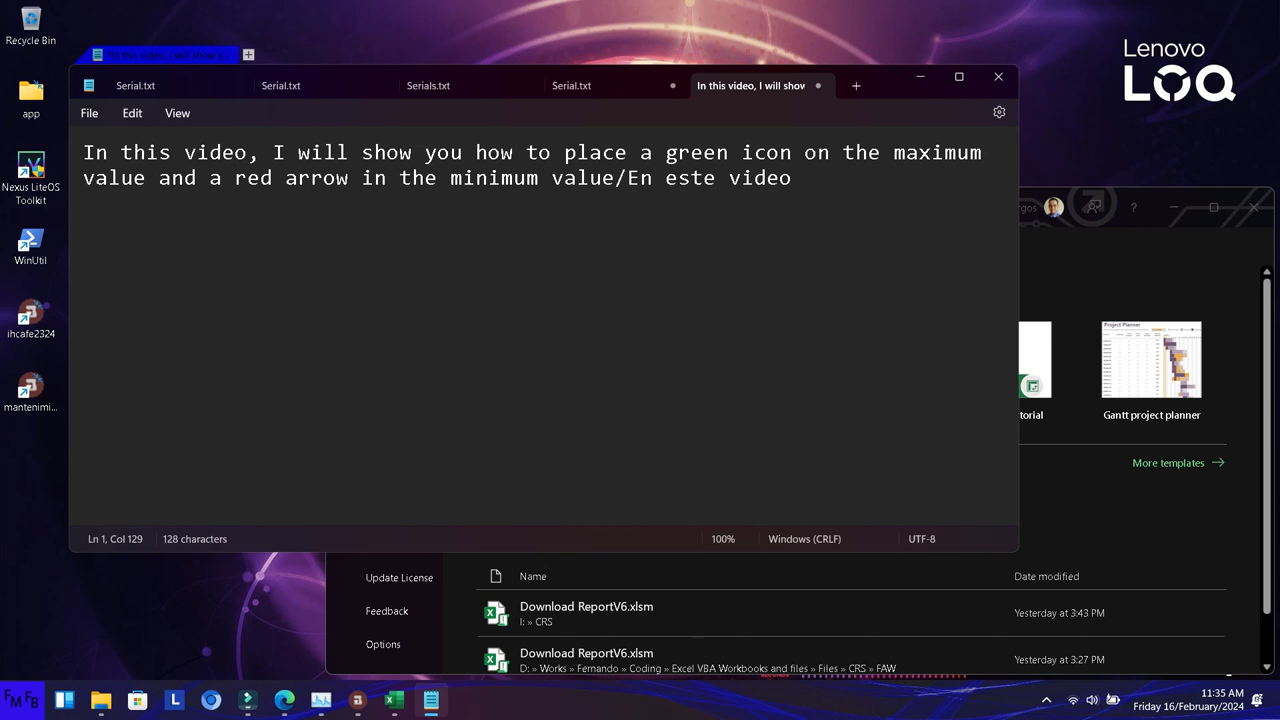 Recycle Bin
app
Nexus LiteOS
Toolkit
WinUtil
ihcafe2324
mantenimi...
Lenovo
LOQ
Serial.txt
Serial.txt
Serials.txt
Serial.txt
In this video, I will show
File
Edit
View
In this video, I will show you how to place a green icon on the maximum
value and a red arrow in the minimum value/En este video
Ln 1, Col 129
128 characters
100%
Windows (CRLF)
UTF-8
?
Project Planner
torial
Gantt project planner
More templates
Update License
Feedback
Options
Name
Date modified
Download ReportV6.xlsm
I: » CRS
Yesterday at 3:43 PM
Download ReportV6.xlsm
D: » Works » Fernando » Coding » Excel VBA Workbooks and files » Files » CRS » FAW
Yesterday at 3:27 PM
FMFB
11:35 AM
Friday 16/February/2024